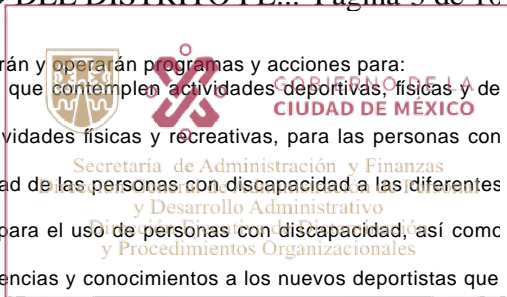 DEL DISTRITO FE... Página 3 de 10
rán y operarán programas y acciones para:
que contemplen actividades deportivas, físicas y de
GOBIERNO DE LA
CIUDAD DE MÉXICO
vidades físicas y recreativas, para las personas con
Secretaría de Administración y Finanzas
ad de las personas con discapacidad a las diferentes
y Desarrollo Administrativo
para el uso de personas con discapacidad, así como
y Procedimientos Organizacionales
encias y conocimientos a los nuevos deportistas que